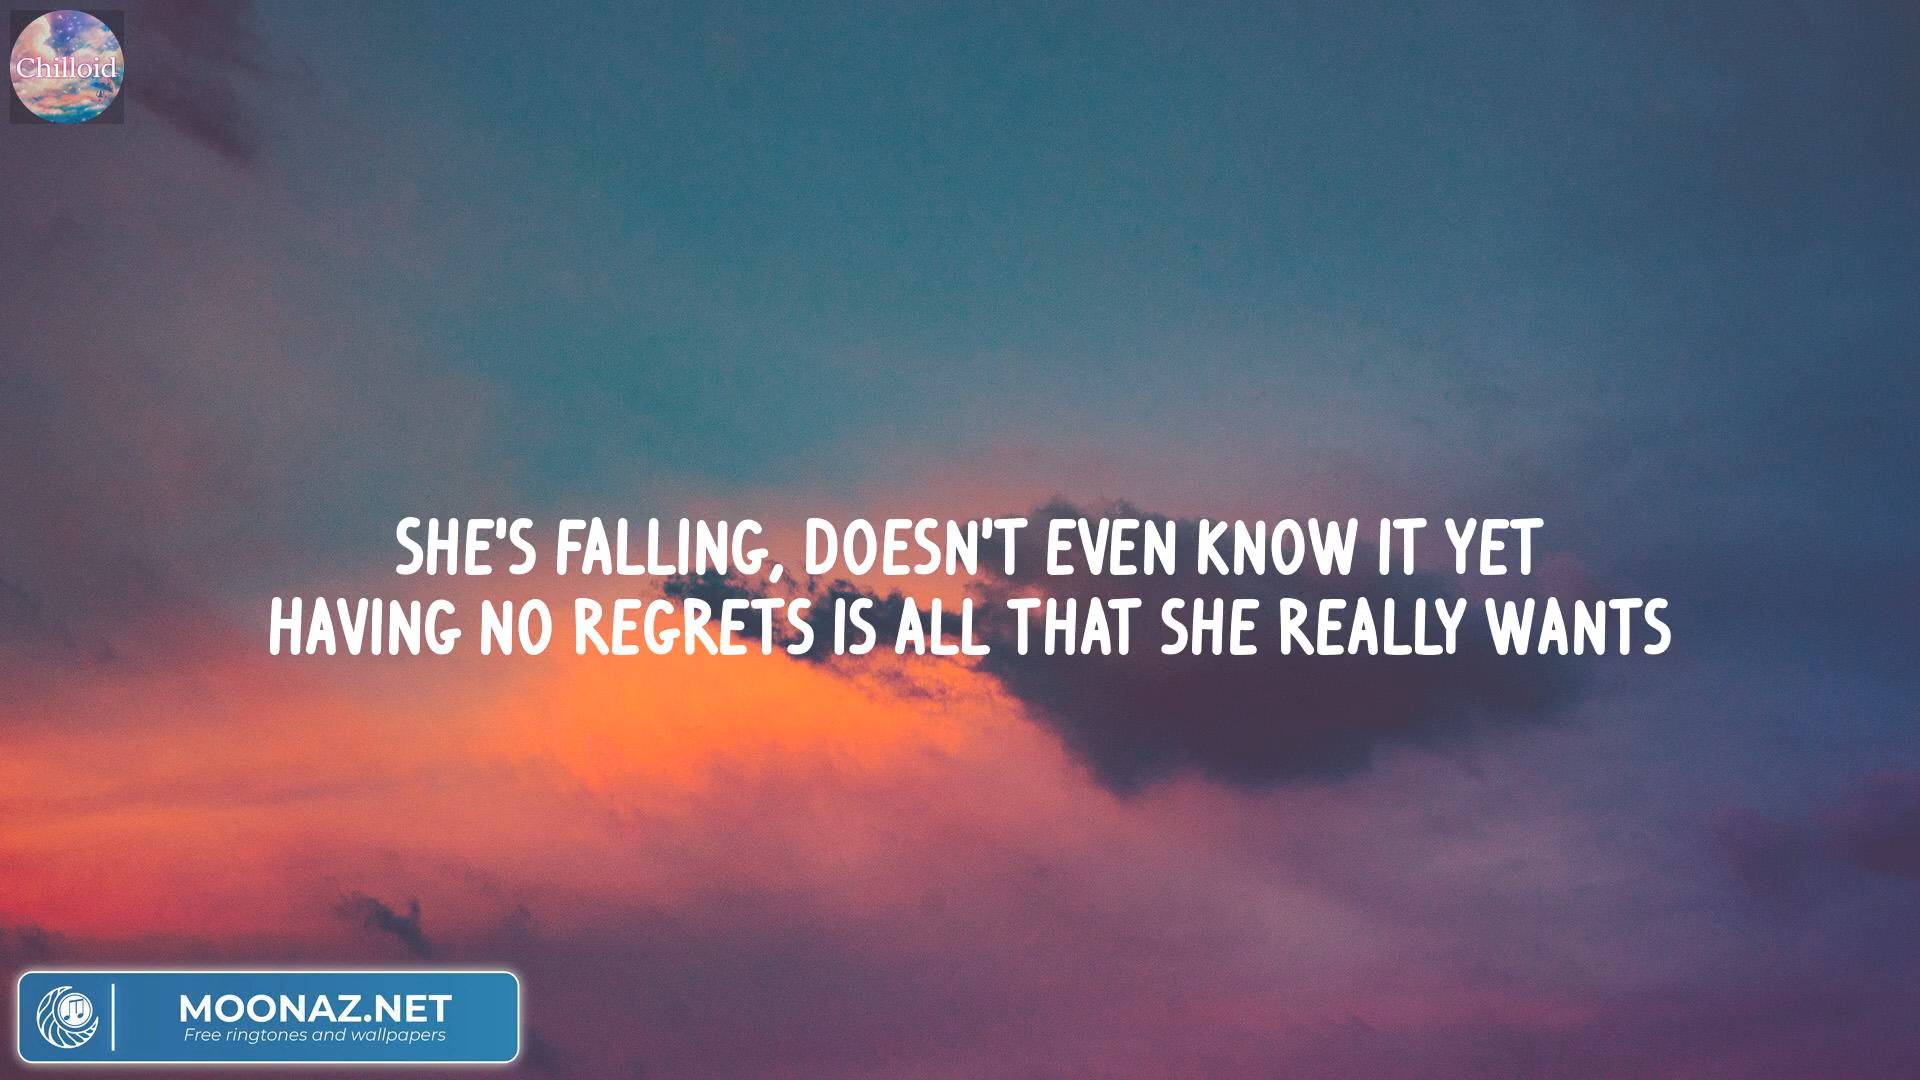 Chilloid
SHE'S FALLING, DOESN'T EVEN KNOW IT YET
HAVING NO REGRETS IS ALL THAT SHE REALLY WANTS
MOONAZ.NET
Free ringtones and wallpapers